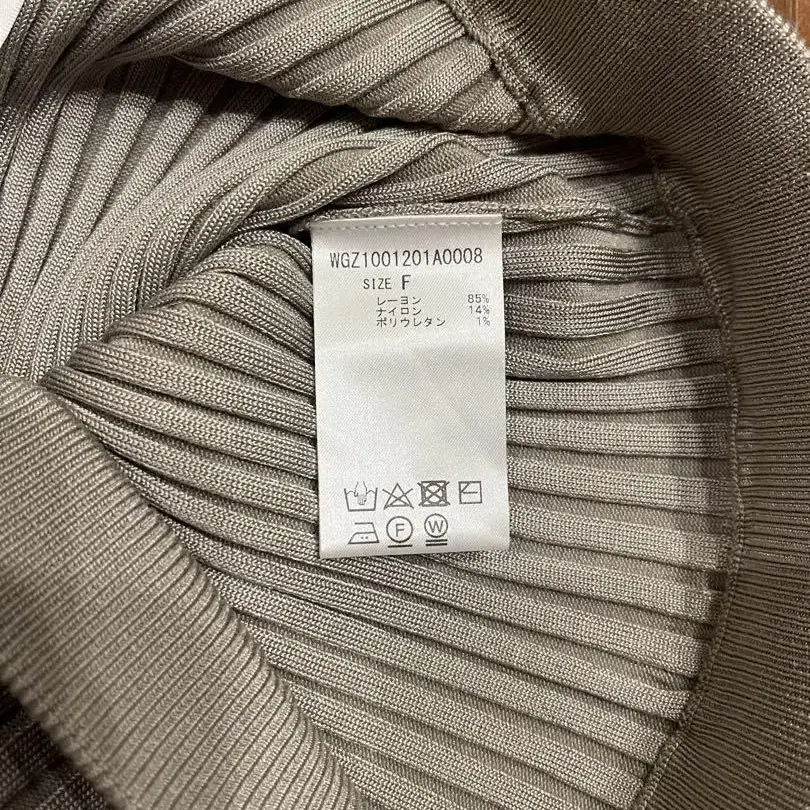 WGZ1001201A0008
SIZE F
レーヨン 85%
ナイロン 14%
ポリウレタン 1%
F W